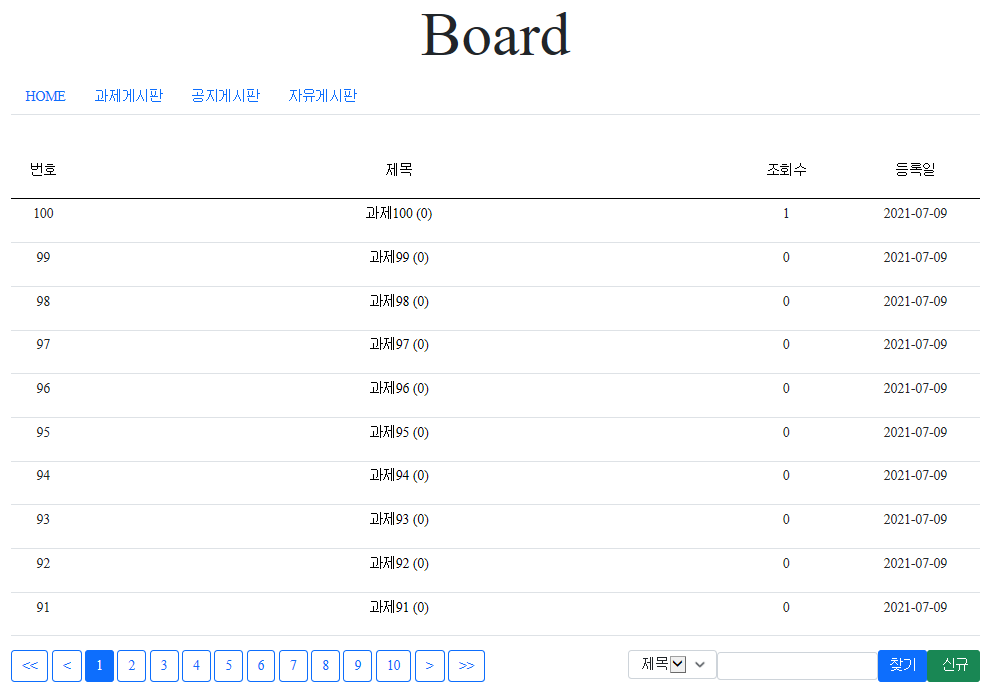 Board
HOME 과제게시판 공지게시판 자유게시판
번호 제목 조회수 등록일
100 과제100 (0) 1 2021-07-09
99 과제99 (0) 0 2021-07-09
98 과제98 (0) 0 2021-07-09
97 과제97 (0) 0 2021-07-09
96 과제96 (0) 0 2021-07-09
95 과제95 (0) 0 2021-07-09
94 과제94 (0) 0 2021-07-09
93 과제93 (0) 0 2021-07-09
92 과제92 (0) 0 2021-07-09
91 과제91 (0) 0 2021-07-09
<< < 1 2 3 4 5 6 7 8 9 10 > >> 제목 찾기 신규